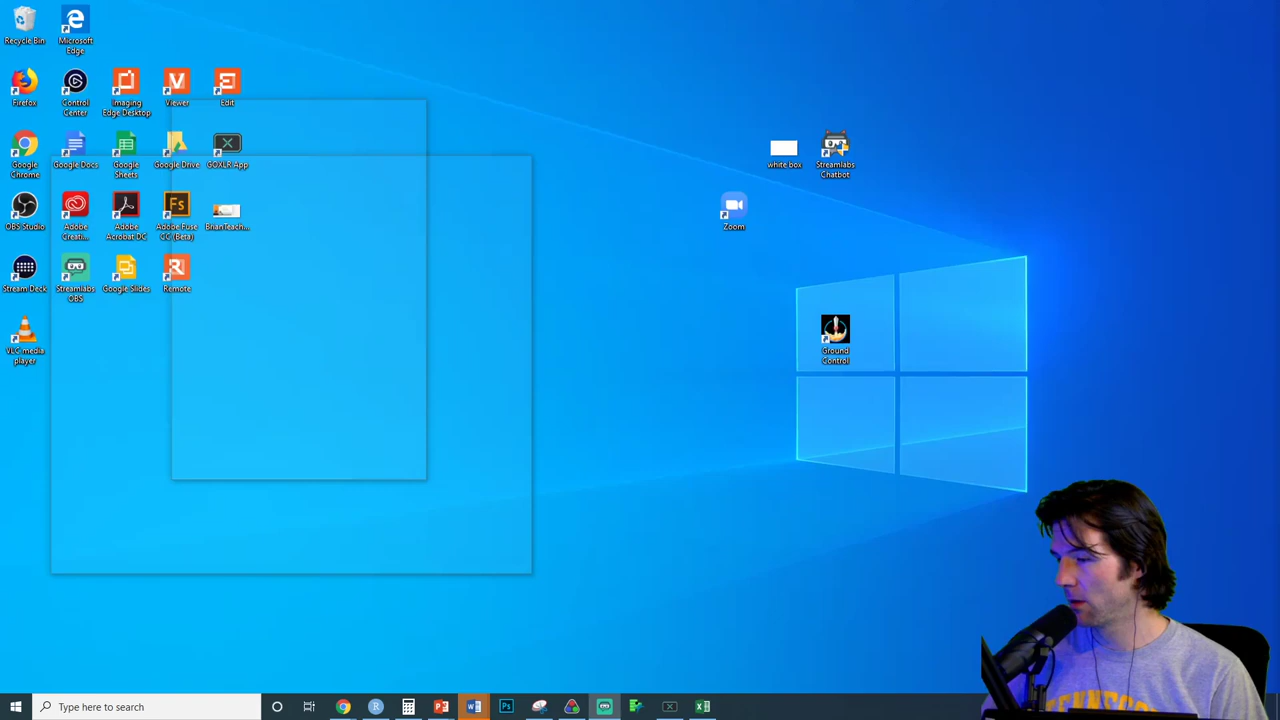 Recycle Bin
Microsoft
Edge
Firefox
Control
Center
Imaging
Edge Desktop
Viewer
Edit
Google
Chrome
Google Docs
Google
Sheets
Google Drive
GOXLR App
white box
Streamlabs
Chatbot
OBS Studio
Adobe
Creati...
Adobe
Acrobat DC
Adobe Fuse
CC (Beta)
BrianTeach...
Zoom
Stream Deck
Streamlabs
OBS
Google Slides
Remote
VLC media
player
Ground
Control
Type here to search